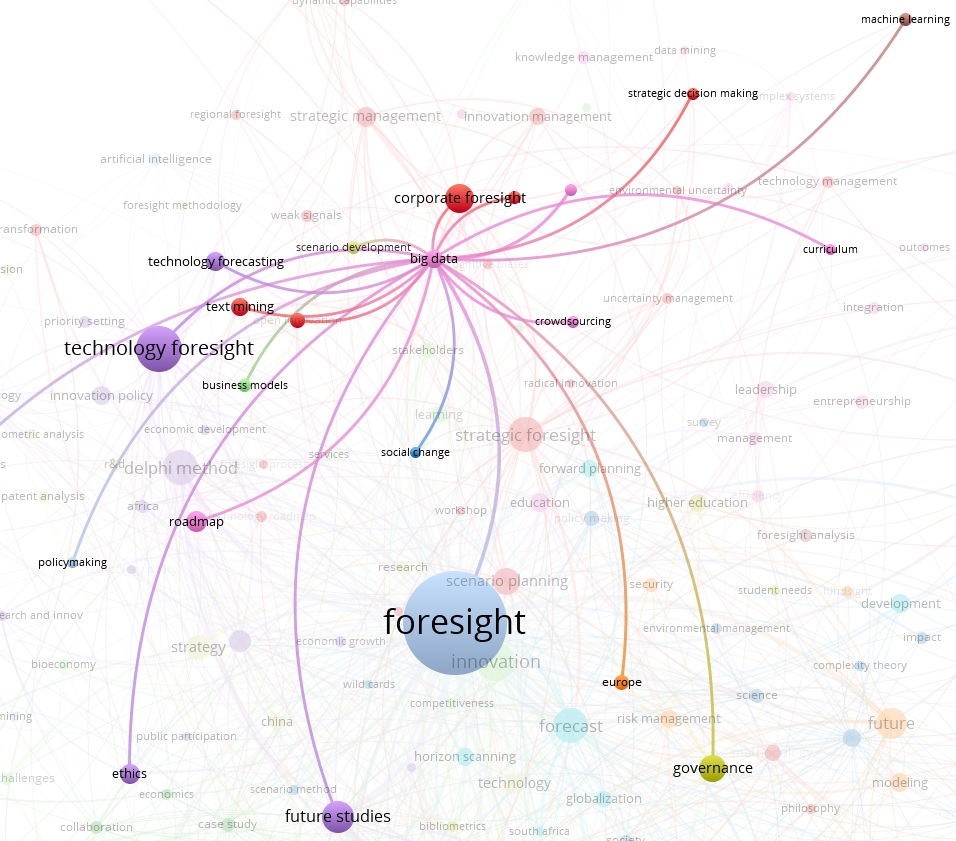 dynamic capabilities
machine learning
knowledge management
data mining
strategic decision making
regional foresight
strategic management
innovation management
artificial intelligence
technology management
environmental uncertainty
corporate foresight
foresight methodology
weak signals
ransformation
scenario development
curriculum
outcomes
big data
technology forecasting
sion
uncertainty management
text mining
integration
priority setting
open innovation
crowdsourcing
technology foresight
stakeholders
business models
radical innovation
leadership
ogy
innovation policy
entrepreneurship
learning
survey
ometric analysis
economic development
strategic foresight
management
social change
services
s
r&d
delphi method
forward planning
patent analysis
africa
education
higher education
workshop
roadmap
policymaking
foresight analysis
policymaking
research
scenario planning
security
student needs
development
earch and innov
foresight
environmental management
impact
strategy
economic growth
innovation
bioeconomy
complexity theory
wild cards
europe
science
competitiveness
mining
china
forecast
risk management
future
public participation
horizon scanning
governance
ethics
hallenges
technology
modeling
economics
scenario method
globalization
philosophy
future studies
collaboration
case study
bibliometrics
south africa
society